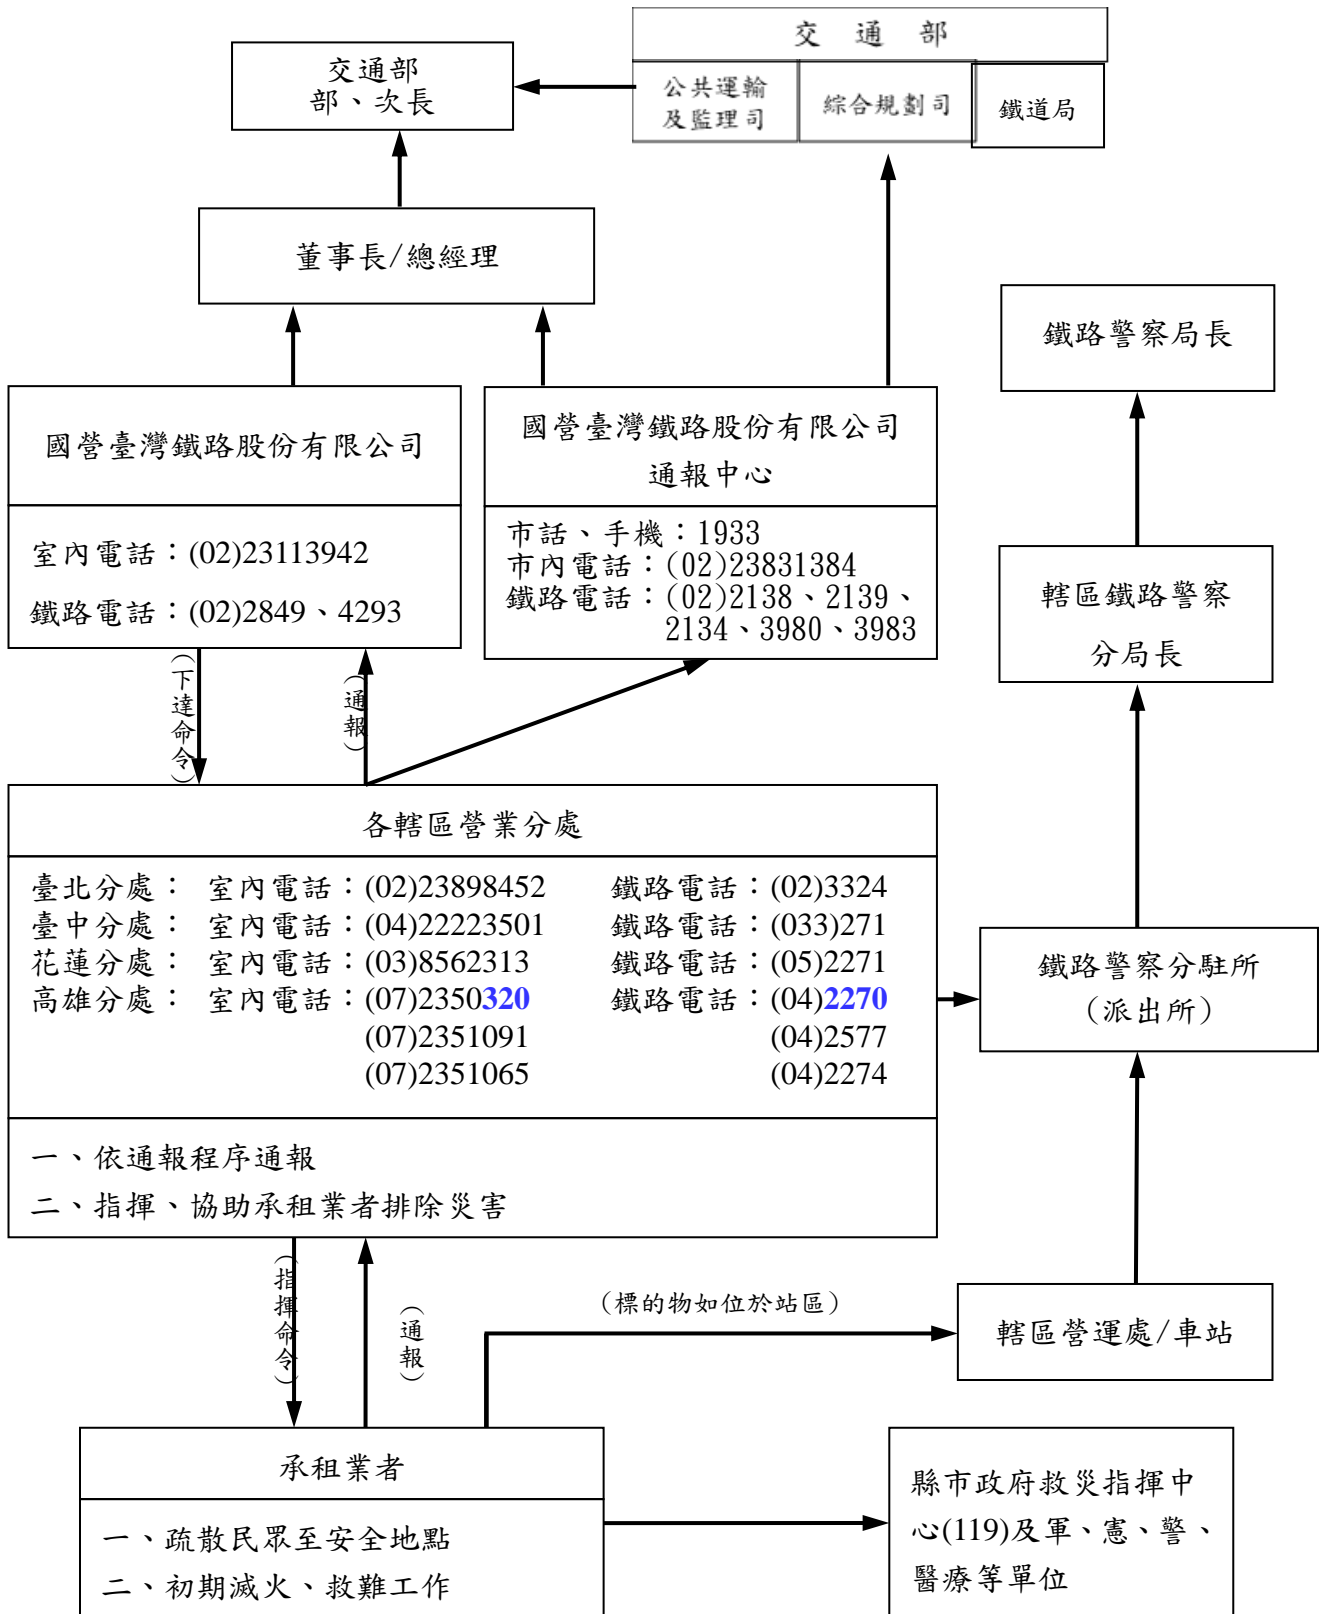 交通部
公共運輸
及監理司
綜合規劃司
鐵道局
交通部
部、次長
董事長/總經理
鐵路警察局長
國營臺灣鐵路股份有限公司
室內電話：(02)23113942
鐵路電話：(02)2849、4293
國營臺灣鐵路股份有限公司
通報中心
市話、手機：1933
市內電話：(02)23831384
鐵路電話：(02)2138、2139、
2134、3980、3983
轄區鐵路警察
分局長
(下達命令)
(通報)
各轄區營業分處
臺北分處： 室內電話：(02)23898452 鐵路電話：(02)3324
臺中分處： 室內電話：(04)22223501 鐵路電話：(033)271
花蓮分處： 室內電話：(03)8562313 鐵路電話：(05)2271
高雄分處： 室內電話：(07)2350320 鐵路電話：(04)2270
(07)2351091 (04)2577
(07)2351065 (04)2274
一、依通報程序通報
二、指揮、協助承租業者排除災害
鐵路警察分駐所
（派出所）
(指揮命令)
(通報)
（標的物如位於站區）
轄區營運處/車站
承租業者
一、疏散民眾至安全地點
二、初期滅火、救難工作
縣市政府救災指揮中
心(119)及軍、憲、警、
醫療等單位